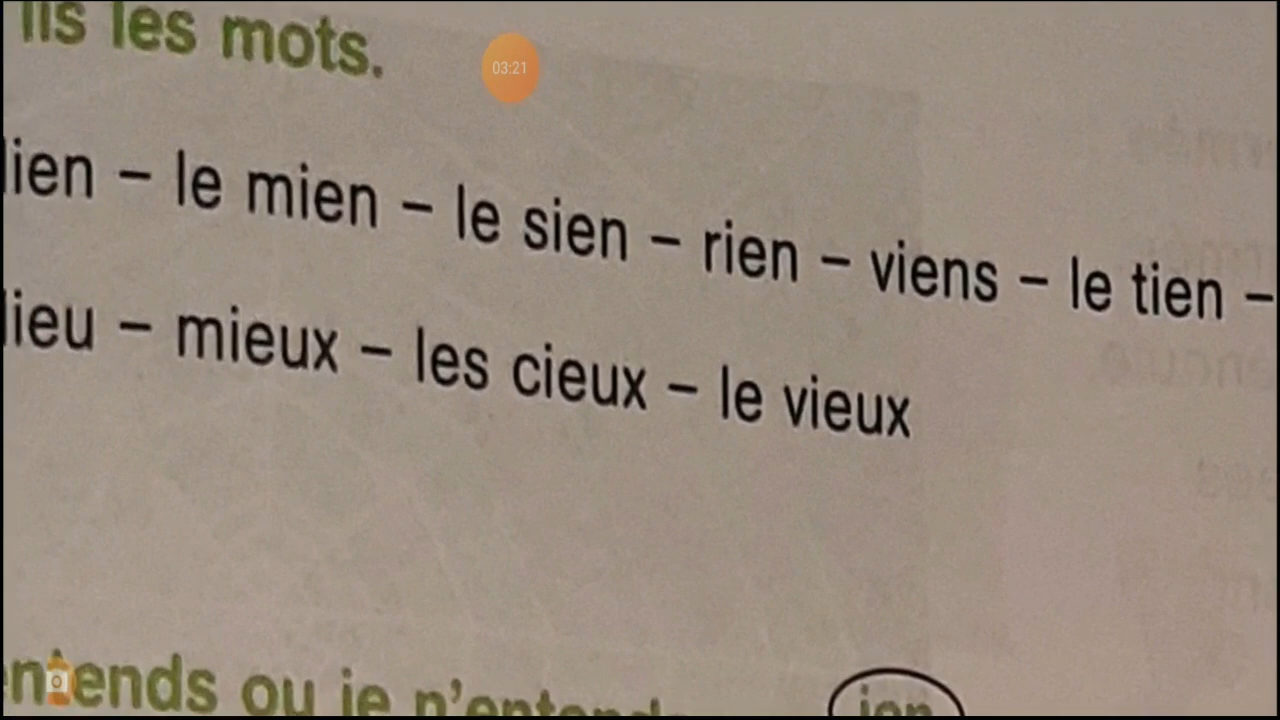 lis les mots.
03:21
lien – le mien – le sien – rien – viens – le tien –
lieu – mieux – les cieux – le vieux
entends ou je n'entends
ien